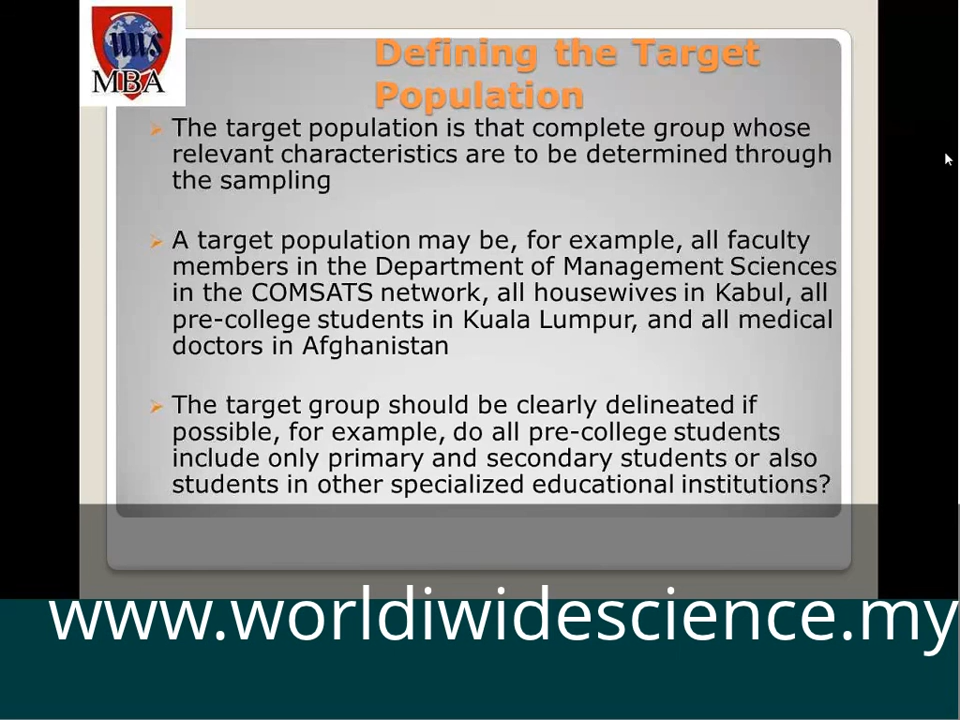 wws
MBA
Defining the Target
Population
The target population is that complete group whose
relevant characteristics are to be determined through
the sampling
A target population may be, for example, all faculty
members in the Department of Management Sciences
in the COMSATS network, all housewives in Kabul, all
pre-college students in Kuala Lumpur, and all medical
doctors in Afghanistan
The target group should be clearly delineated if
possible, for example, do all pre-college students
include only primary and secondary students or also
students in other specialized educational institutions?
www.worldiwidescience.my